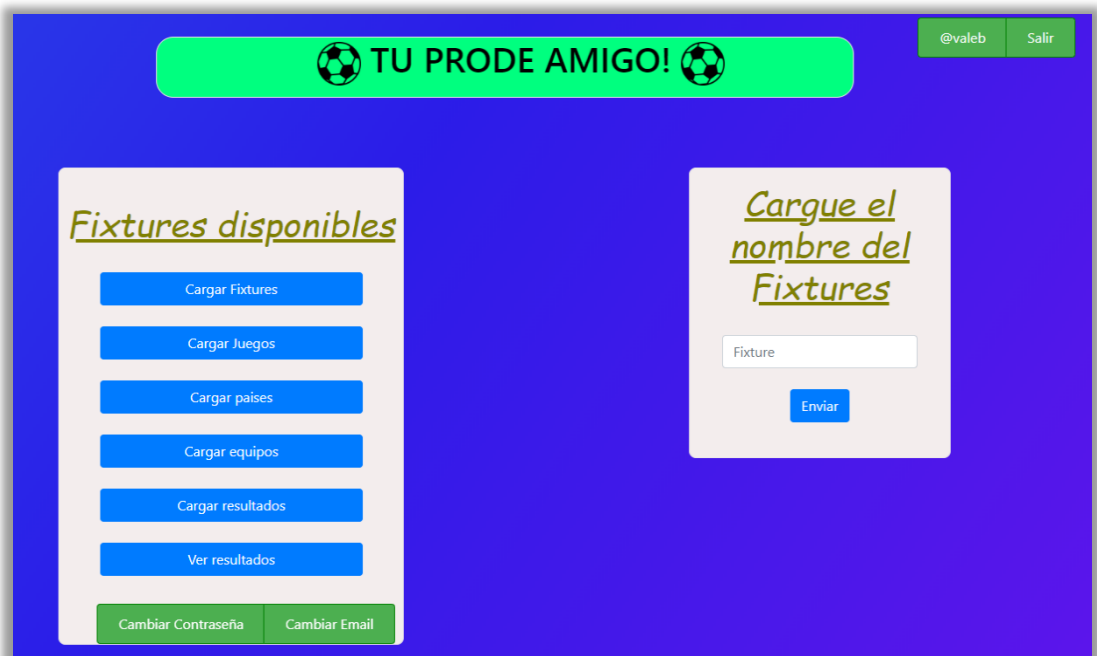 @valeb Salir
TU PRODE AMIGO!
Fixtures disponibles
Cargar Fixtures
Cargar Juegos
Cargar paises
Cargar equipos
Cargar resultados
Ver resultados
Cambiar Contraseña Cambiar Email
Cargue el
nombre del
Fixtures
Fixture
Enviar